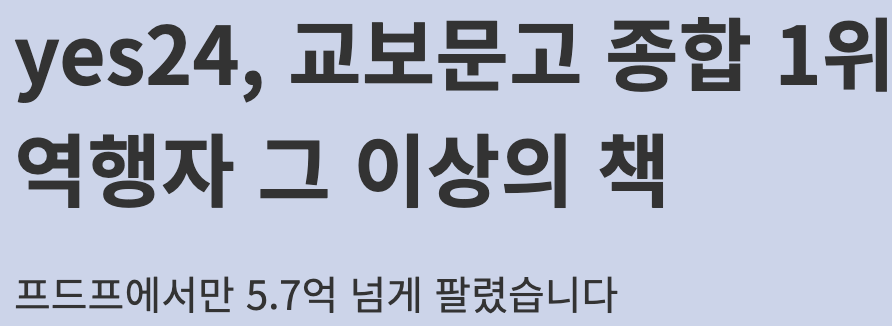 yes24, 교보문고 종합 1위
역행자 그 이상의 책
프드프에서만 5.7억 넘게 팔렸습니다